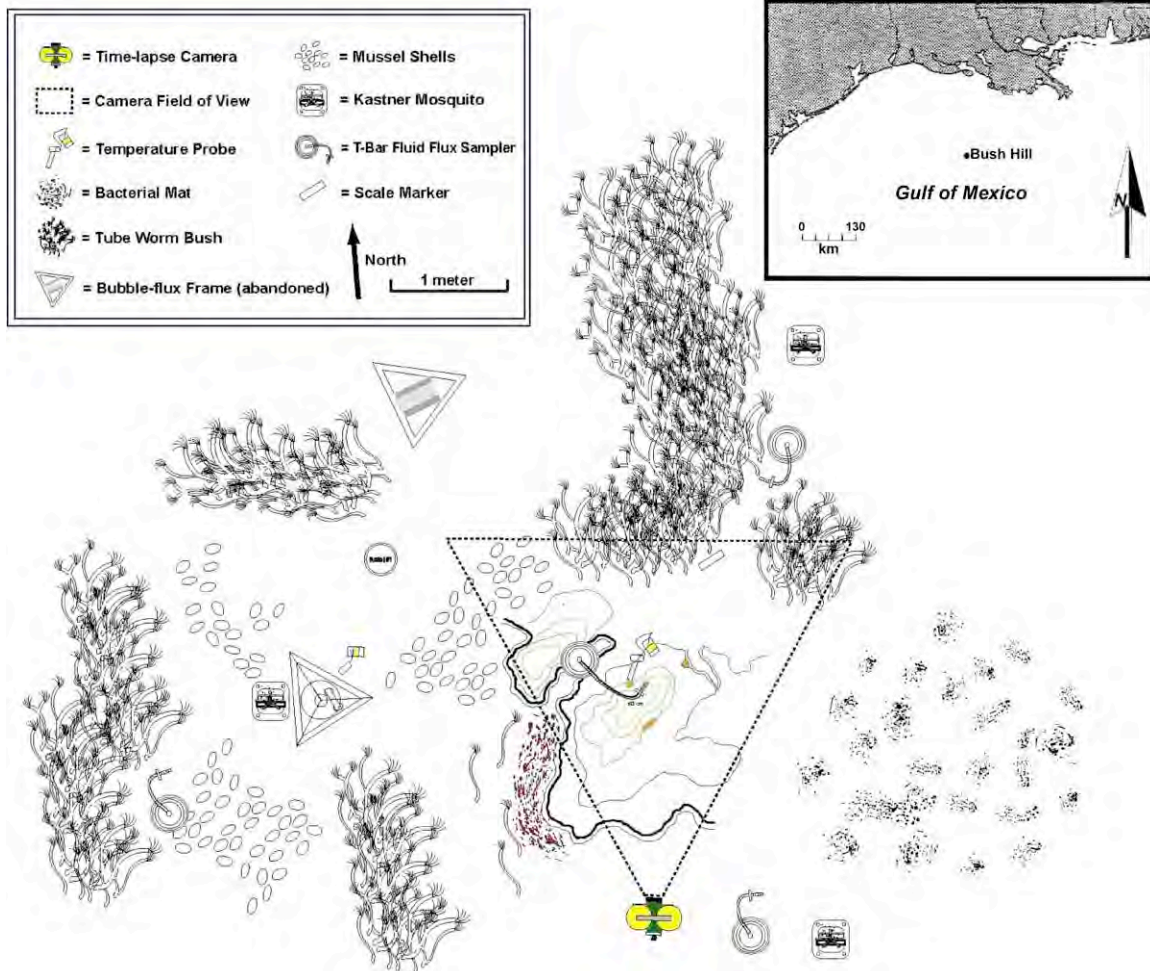 = Time-lapse Camera
= Camera Field of View
= Temperature Probe
= Bacterial Mat
= Tube Worm Bush
= Bubble-flux Frame (abandoned)
= Mussel Shells
= Kastner Mosquito
= T-Bar Fluid Flux Sampler
= Scale Marker
North
1 meter
Bush Hill
Gulf of Mexico
0 130
km
N